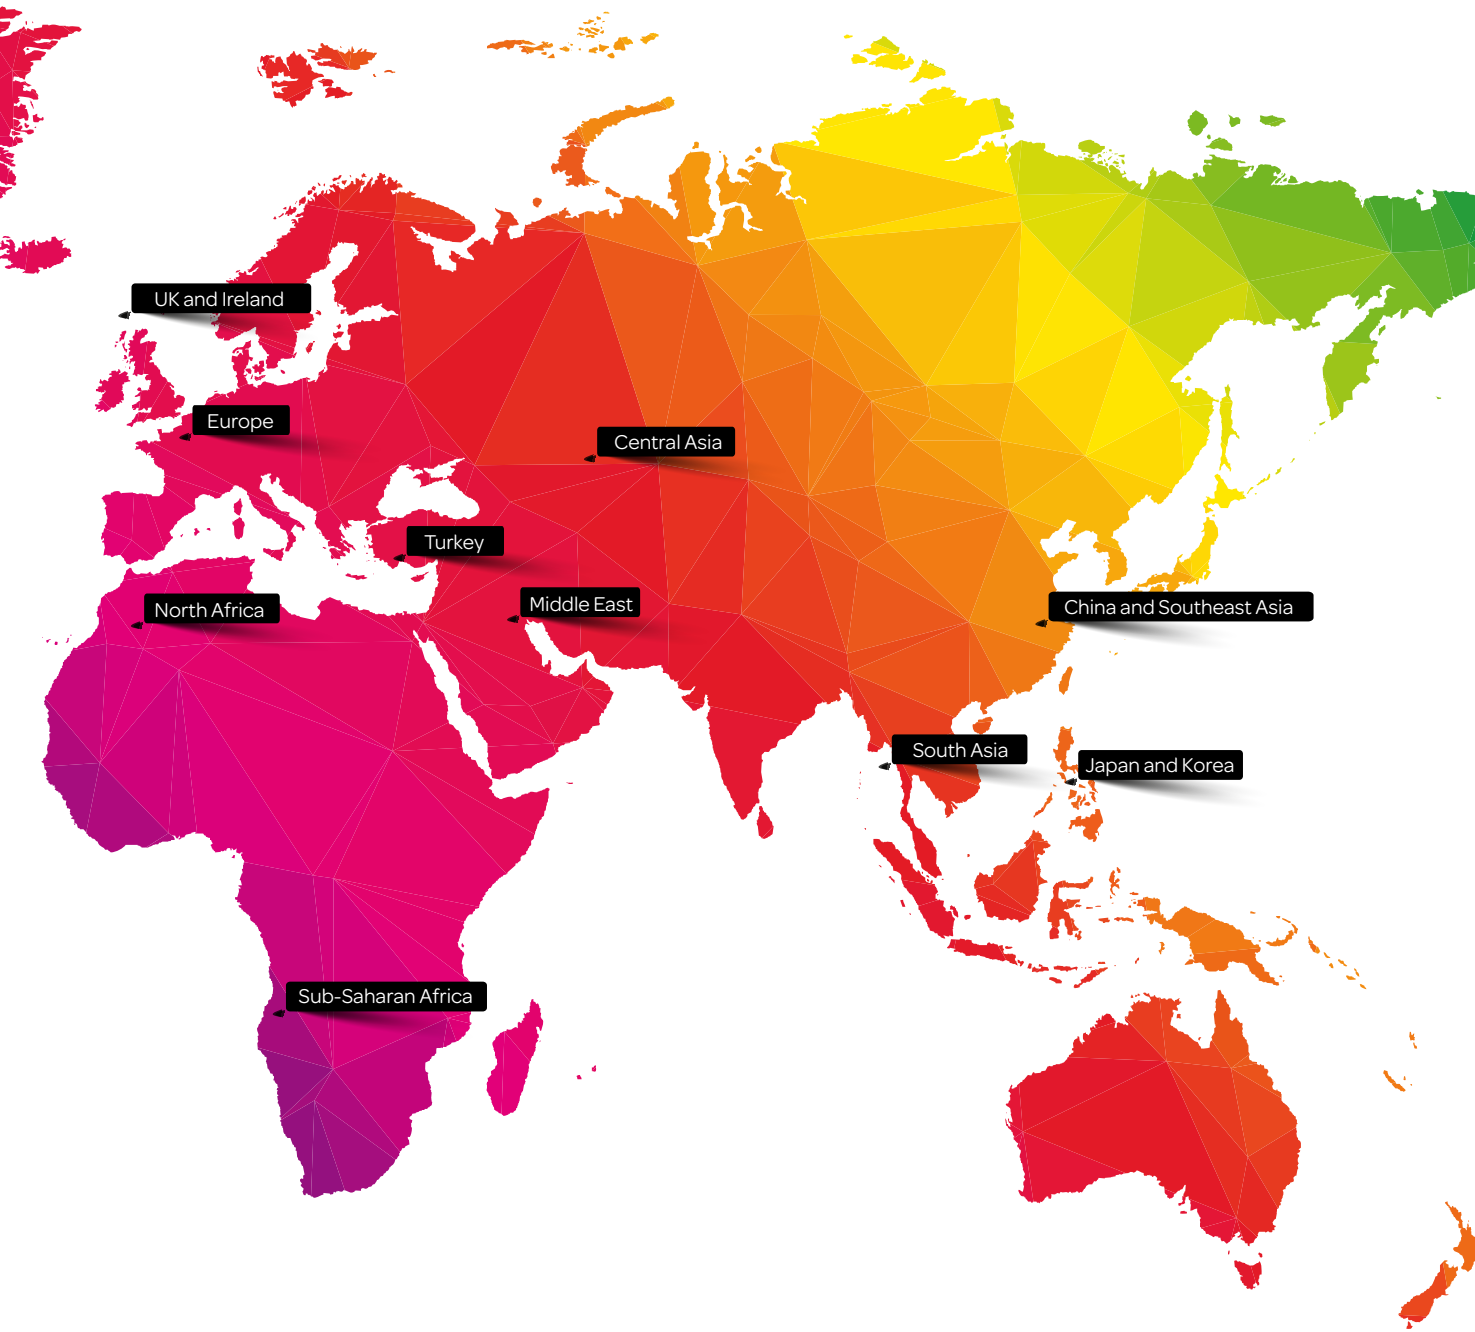 UK and Ireland
Europe
Central Asia
Turkey
Middle East
North Africa
China and Southeast Asia
South Asia
Japan and Korea
Sub-Saharan Africa